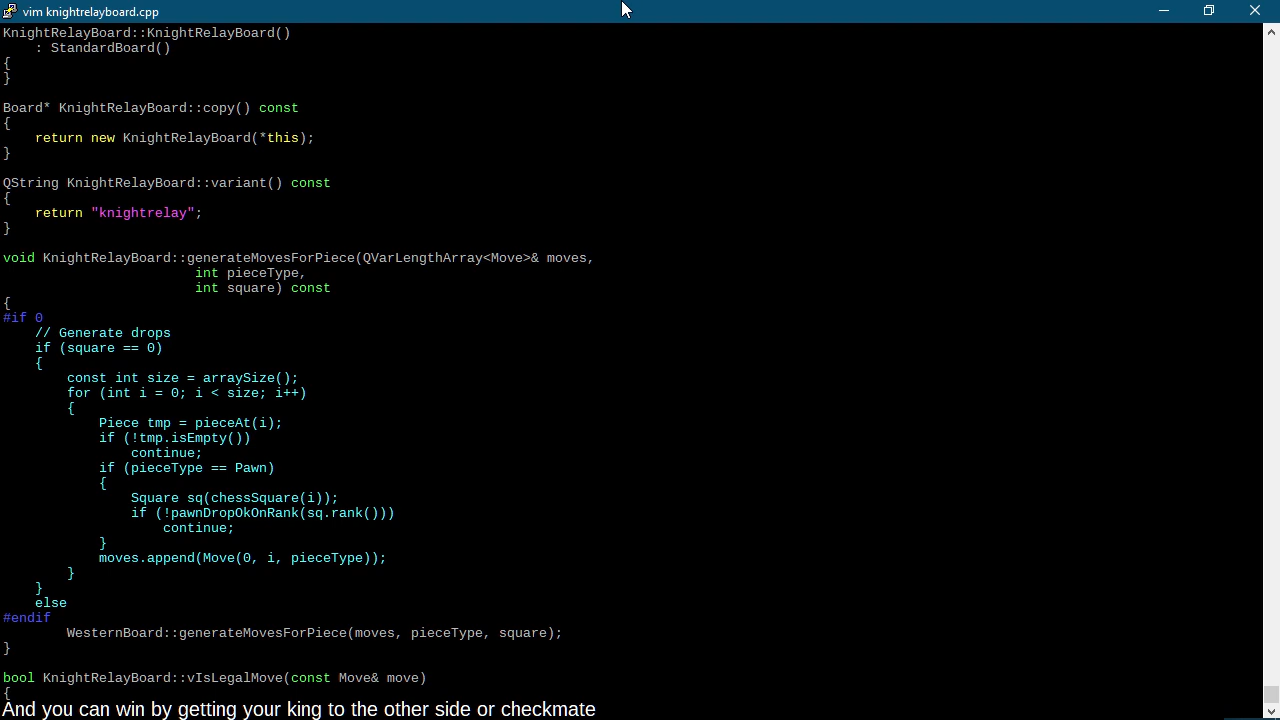 vim knightrelayboard.cpp
KnightRelayBoard::KnightRelayBoard()
    : StandardBoard()
{
}

Board* KnightRelayBoard::copy() const
{
    return new KnightRelayBoard(*this);
}

QString KnightRelayBoard::variant() const
{
    return "knightrelay";
}

void KnightRelayBoard::generateMovesForPiece(QVarLengthArray<Move>& moves,
                        int pieceType,
                        int square) const
{
#if 0
    // Generate drops
    if (square == 0)
    {
        const int size = arraySize();
        for (int i = 0; i < size; i++)
        {
            Piece tmp = pieceAt(i);
            if (!tmp.isEmpty())
                continue;
            if (pieceType == Pawn)
            {
                Square sq(chessSquare(i));
                if (!pawnDropOkOnRank(sq.rank()))
                    continue;
            }
            moves.append(Move(0, i, pieceType));
        }
    }
    else
#endif
        WesternBoard::generateMovesForPiece(moves, pieceType, square);
}

bool KnightRelayBoard::vIsLegalMove(const Move& move)
{
And you can win by getting your king to the other side or checkmate